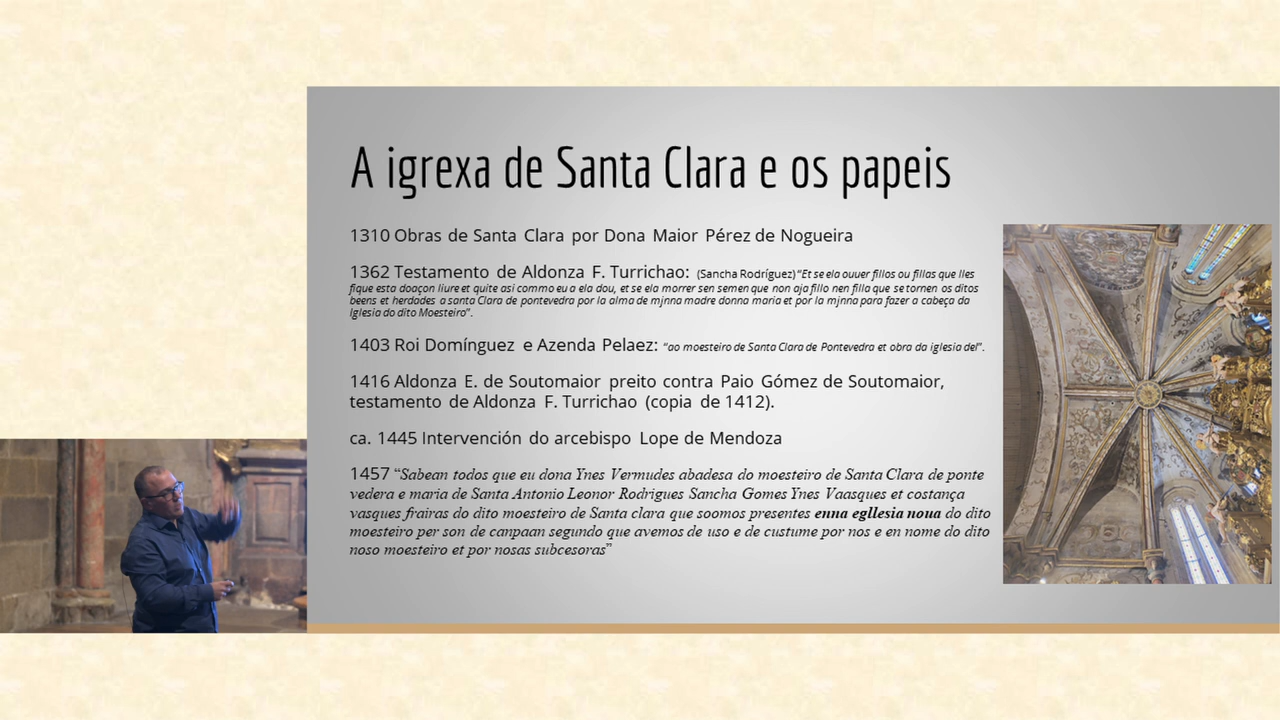 A igrexa de Santa Clara e os papeis
1310 Obras de Santa Clara por Dona Maior Pérez de Nogueira
1362 Testamento de Aldonza F. Turrichao: (Sancha Rodríguez) “Et se ela ouuer fillos ou fillas que lles
fique esta doaçon liure et quite asi commo eu a ela dou, et se ela morrer sen semen que non aja fillo nen filla que se tornen os ditos
beens et herdades a santa Clara de pontevedra por la alma de mjnna madre donna maria et por la mjnna para fazer a cabeça da
Iglesia do dito Moesteiro”.
1403 Roi Domínguez e Azenda Pelaez: “ao moesteiro de Santa Clara de Pontevedra et obra da iglesia del”.
1416 Aldonza E. de Soutomaior preito contra Paio Gómez de Soutomaior,
testamento de Aldonza F. Turrichao (copia de 1412).
ca. 1445 Intervención do arcebispo Lope de Mendoza
1457 “Sabean todos que eu dona Ynes Vermudes abadesa do moesteiro de Santa Clara de ponte
vedera e maria de Santa Antonio Leonor Rodrigues Sancha Gomes Ynes Vaasques et costança
vasques frairas do dito moesteiro de Santa clara que soomos presentes enna egllesia noua do dito
moesteiro per son de canpaan segundo que avemos de uso e de custume por nos e en nome do dito
noso moesteiro et por nosas subcesoras”